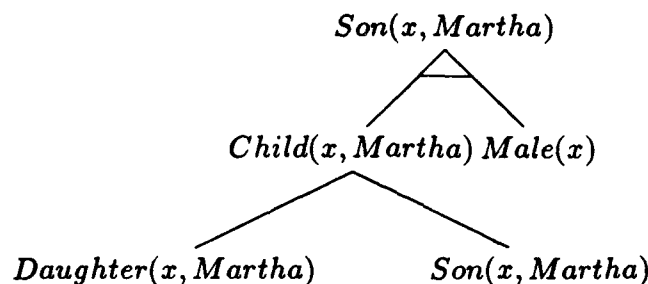 Son(x, Martha)
Child(x, Martha) Male(x)
Daughter(x, Martha) Son(x, Martha)